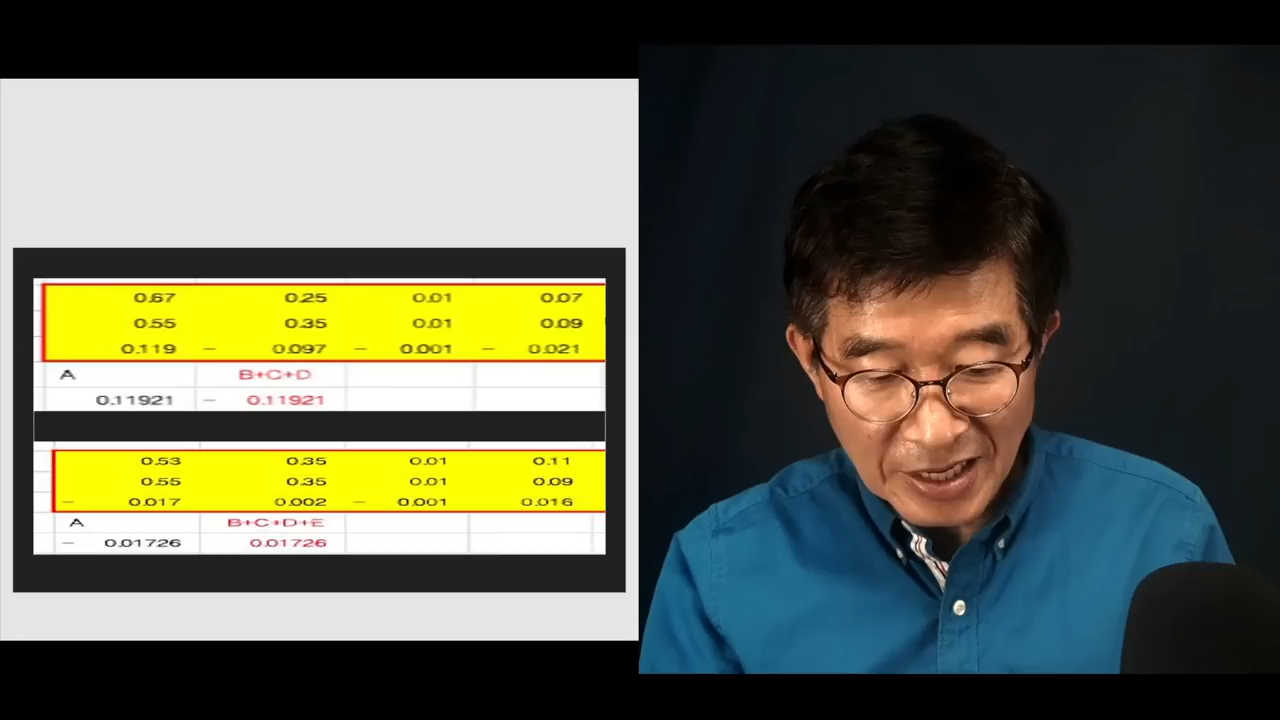 0.67 0.25 0.01 0.07
0.55 0.35 0.01 0.09
0.119 – 0.097 – 0.001 – 0.021
A B+C+D
0.11921 – 0.11921
0.53 0.35 0.01 0.11
0.55 0.35 0.01 0.09
– 0.017 0.002 – 0.001 0.016
A B+C+D+E
– 0.01726 0.01726